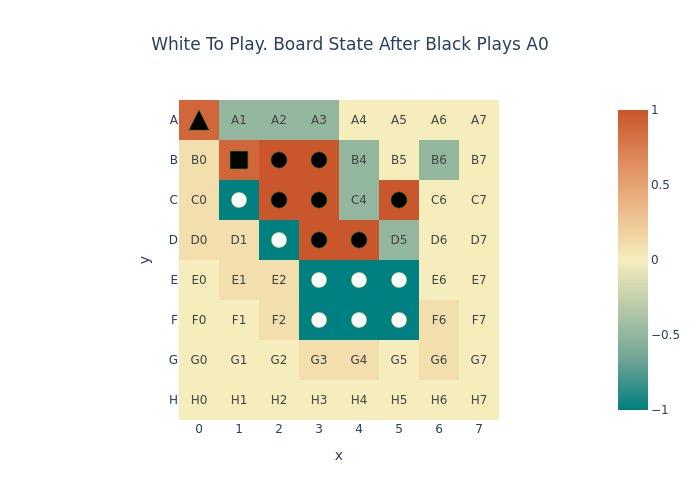 White To Play. Board State After Black Plays A0
A A1 A2 A3 A4 A5 A6 A7
B B0 B4 B5 B6 B7
C C0 C4 C6 C7
D D0 D1 D5 D6 D7
E E0 E1 E2 E6 E7
F F0 F1 F2 F6 F7
G G0 G1 G2 G3 G4 G5 G6 G7
H H0 H1 H2 H3 H4 H5 H6 H7
0 1 2 3 4 5 6 7
x
y
1
0.5
0
−0.5
−1